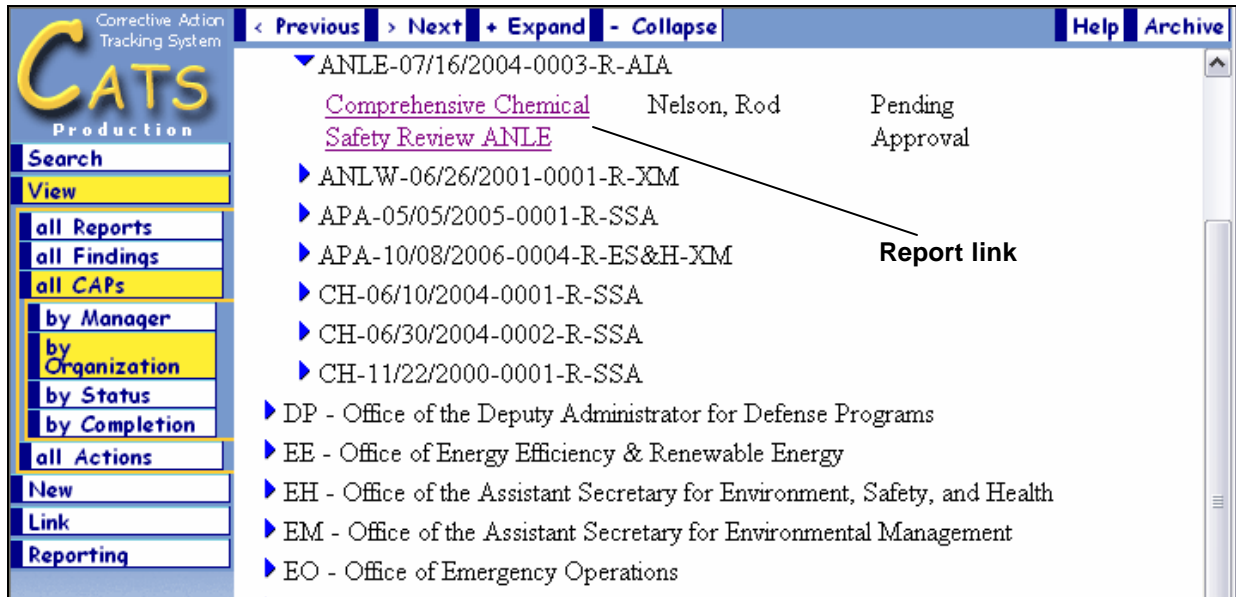 Corrective Action
Tracking System
CATS
Production
< Previous > Next + Expand - Collapse Help Archive
Search
View
all Reports
all Findings
all CAPs
by Manager
by
Organization
by Status
by Completion
all Actions
New
Link
Reporting
ANLE-07/16/2004-0003-R-AIA
Comprehensive Chemical Nelson, Rod Pending
Safety Review ANLE Approval
ANLW-06/26/2001-0001-R-XM
APA-05/05/2005-0001-R-SSA
APA-10/08/2006-0004-R-ES&H-XM
Report link
CH-06/10/2004-0001-R-SSA
CH-06/30/2004-0002-R-SSA
CH-11/22/2000-0001-R-SSA
DP - Office of the Deputy Administrator for Defense Programs
EE - Office of Energy Efficiency & Renewable Energy
EH - Office of the Assistant Secretary for Environment, Safety, and Health
EM - Office of the Assistant Secretary for Environmental Management
EO - Office of Emergency Operations